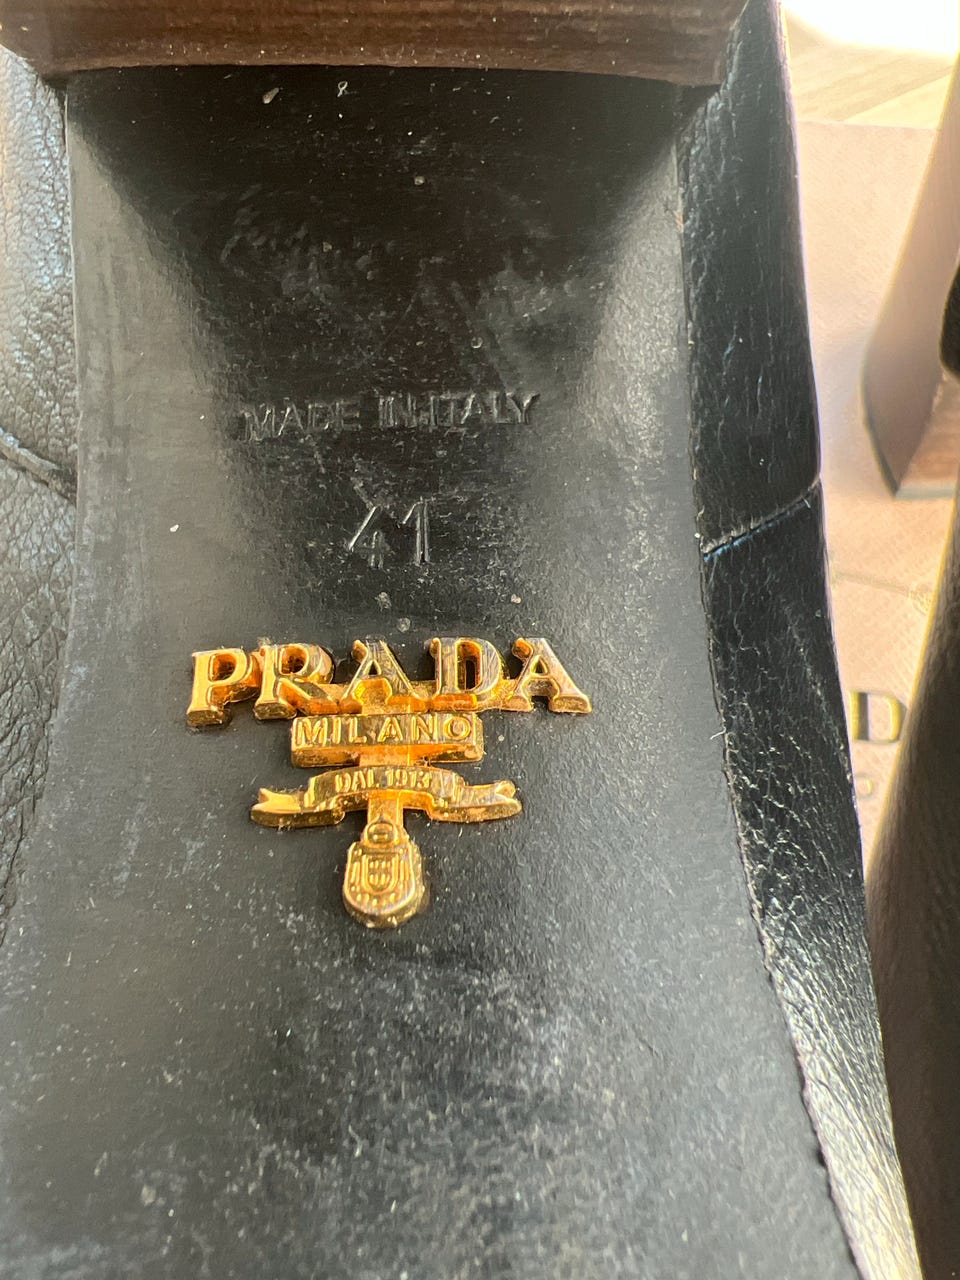 MADE IN ITALY
41
PRADA
MILANO
DAL 1913
D